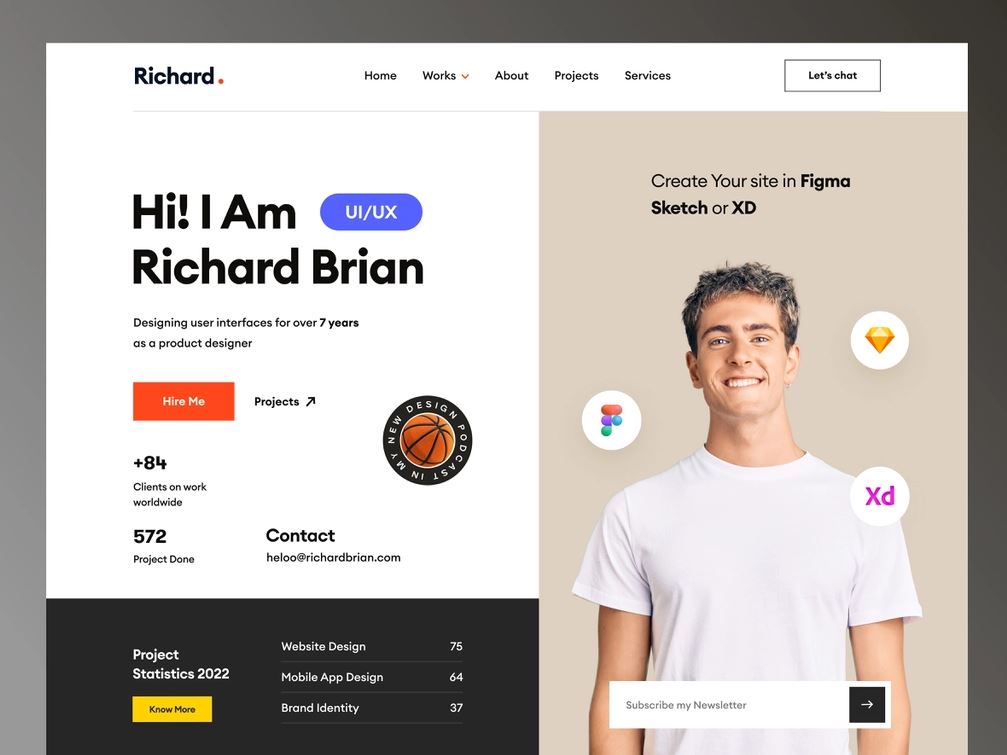 Richard.
Home Works About Projects Services
Let's chat
Hi! I Am
UI/UX
Richard Brian
Designing user interfaces for over 7 years
as a product designer
Hire Me
Projects
NEW DESIGN PODCAST IN MY
+84
Clients on work
worldwide
572
Project Done
Contact
heloo@richardbrian.com
Project
Statistics 2022
Know More
Website Design 75
Mobile App Design 64
Brand Identity 37
Create Your site in Figma
Sketch or XD
Xd
Subscribe my Newsletter